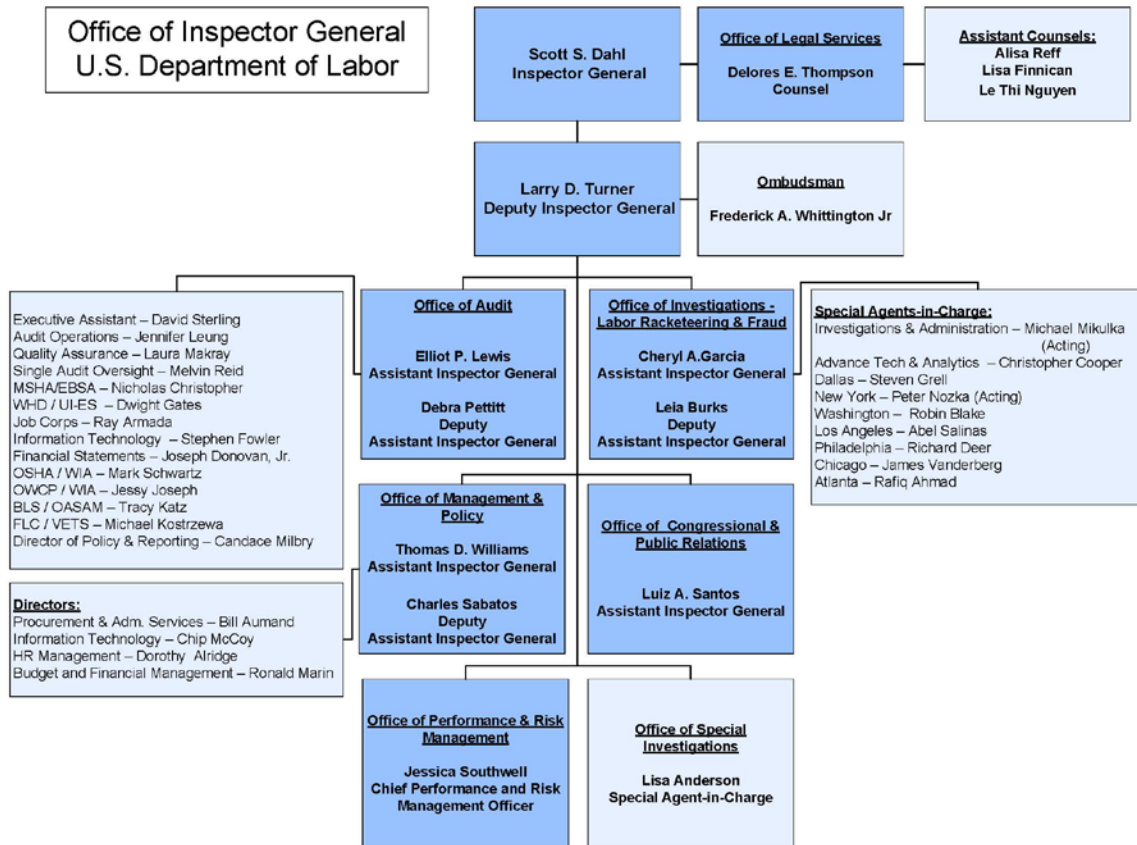 Office of Inspector General
U.S. Department of Labor
Scott S. Dahl
Inspector General
Office of Legal Services
Delores E. Thompson
Counsel
Assistant Counsels:
Alisa Reff
Lisa Finnican
Le Thi Nguyen
Larry D. Turner
Deputy Inspector General
Ombudsman
Frederick A. Whittington Jr
Executive Assistant – David Sterling
Audit Operations – Jennifer Leung
Quality Assurance – Laura Makray
Single Audit Oversight – Melvin Reid
MSHA/EBSA – Nicholas Christopher
WHD / UI-ES – Dwight Gates
Job Corps – Ray Armada
Information Technology – Stephen Fowler
Financial Statements – Joseph Donovan, Jr.
OSHA / WIA – Mark Schwartz
OWCP / WIA – Jessy Joseph
BLS / OASAM – Tracy Katz
FLC / VETS – Michael Kostrzewa
Director of Policy & Reporting – Candace Milbry
Office of Audit
Elliot P. Lewis
Assistant Inspector General
Debra Pettitt
Deputy
Assistant Inspector General
Office of Investigations -
Labor Racketeering & Fraud
Cheryl A.Garcia
Assistant Inspector General
Leia Burks
Deputy
Assistant Inspector General
Special Agents-in-Charge:
Investigations & Administration – Michael Mikulka
(Acting)
Advance Tech & Analytics – Christopher Cooper
Dallas – Steven Grell
New York – Peter Nozka (Acting)
Washington – Robin Blake
Los Angeles – Abel Salinas
Philadelphia – Richard Deer
Chicago – James Vanderberg
Atlanta – Rafiq Ahmad
Office of Management &
Policy
Thomas D. Williams
Assistant Inspector General
Charles Sabatos
Deputy
Assistant Inspector General
Office of Congressional &
Public Relations
Luiz A. Santos
Assistant Inspector General
Directors:
Procurement & Adm. Services – Bill Aumand
Information Technology – Chip McCoy
HR Management – Dorothy Alridge
Budget and Financial Management – Ronald Marin
Office of Performance & Risk
Management
Jessica Southwell
Chief Performance and Risk
Management Officer
Office of Special
Investigations
Lisa Anderson
Special Agent-in-Charge